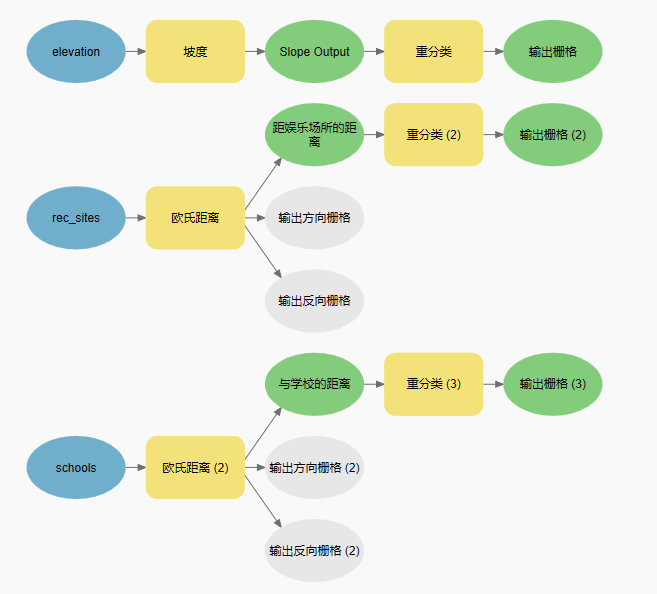 elevation
坡度
Slope Output
重分类
输出栅格
距娱乐场所的距
离
重分类 (2)
输出栅格 (2)
rec_sites
欧氏距离
输出方向栅格
输出反向栅格
与学校的距离
重分类 (3)
输出栅格 (3)
schools
欧氏距离 (2)
输出方向栅格 (2)
输出反向栅格 (2)